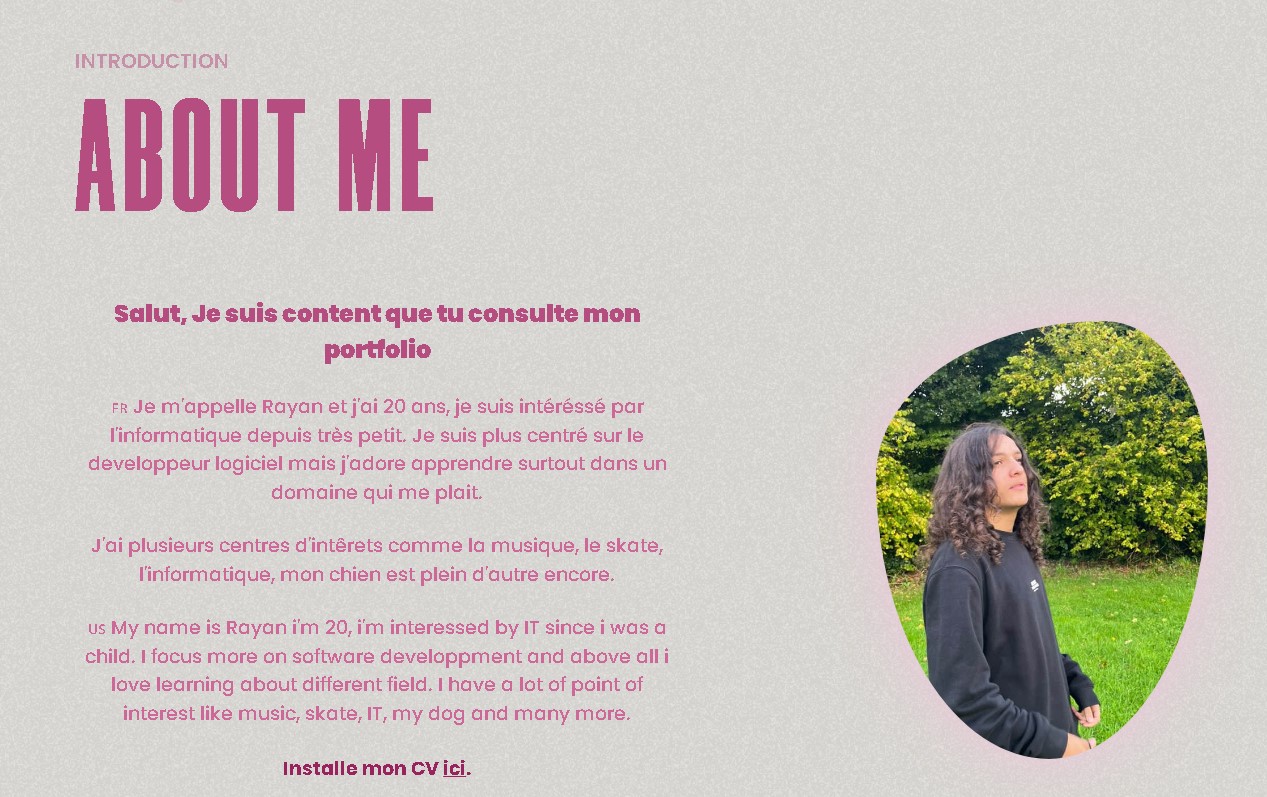 INTRODUCTION
ABOUT ME
Salut, Je suis content que tu consulte mon
portfolio
FR Je m'appelle Rayan et j'ai 20 ans, je suis intéréssé par
l'informatique depuis très petit. Je suis plus centré sur le
developpeur logiciel mais j'adore apprendre surtout dans un
domaine qui me plait.
J'ai plusieurs centres d'intêrets comme la musique, le skate,
l'informatique, mon chien est plein d'autre encore.
US My name is Rayan i'm 20, i'm interessed by IT since i was a
child. I focus more on software developpment and above all i
love learning about different field. I have a lot of point of
interest like music, skate, IT, my dog and many more.
Installe mon CV ici.